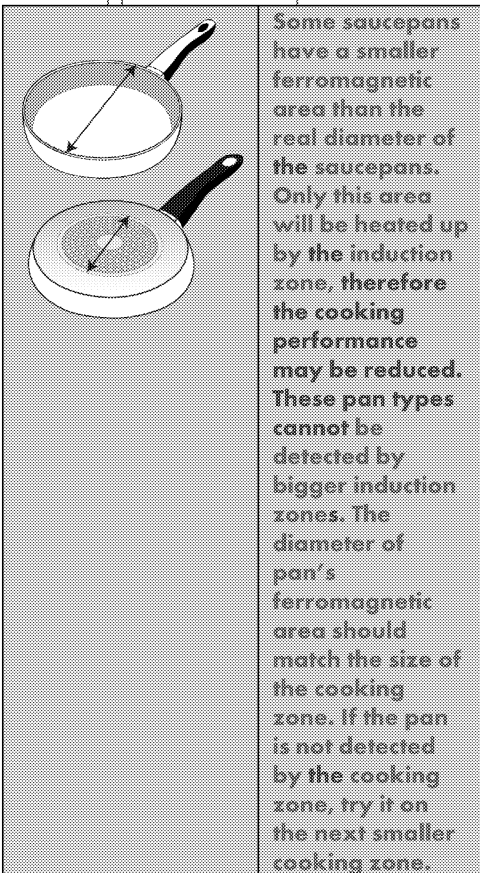 Some saucepans
have a smaller
ferromagnetic
area than the
real diameter of
the saucepans.
Only this area
will be heated up
by the induction
zone, therefore
the cooking
performance
may be reduced.
These pan types
cannot be
detected by
bigger induction
zones. The
diameter of
pan's
ferromagnetic
area should
match the size of
the cooking
zone. If the pan
is not detected
by the cooking
zone, try it on
the next smaller
cooking zone.